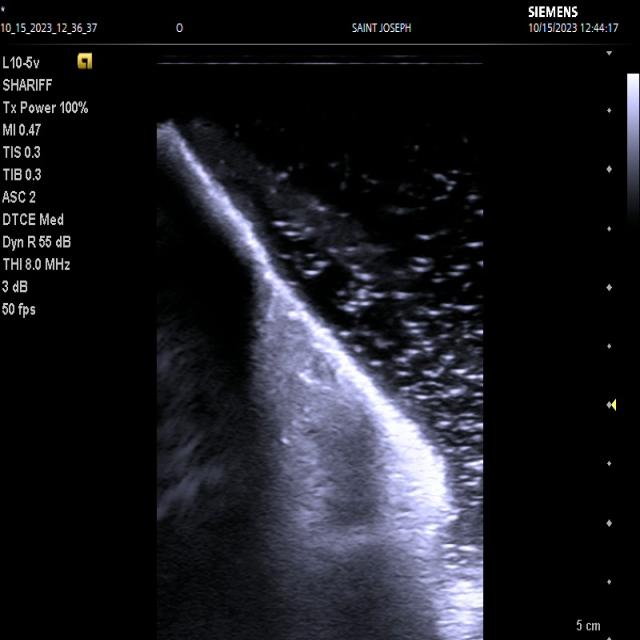 *
SIEMENS
10_15_2023_12_36_37 O SAINT JOSEPH 10/15/2023 12:44:17
L10-5v
SHARIFF
Tx Power 100%
MI 0.47
TIS 0.3
TIB 0.3
ASC 2
DTCE Med
Dyn R 55 dB
THI 8.0 MHz
3 dB
50 fps
5 cm